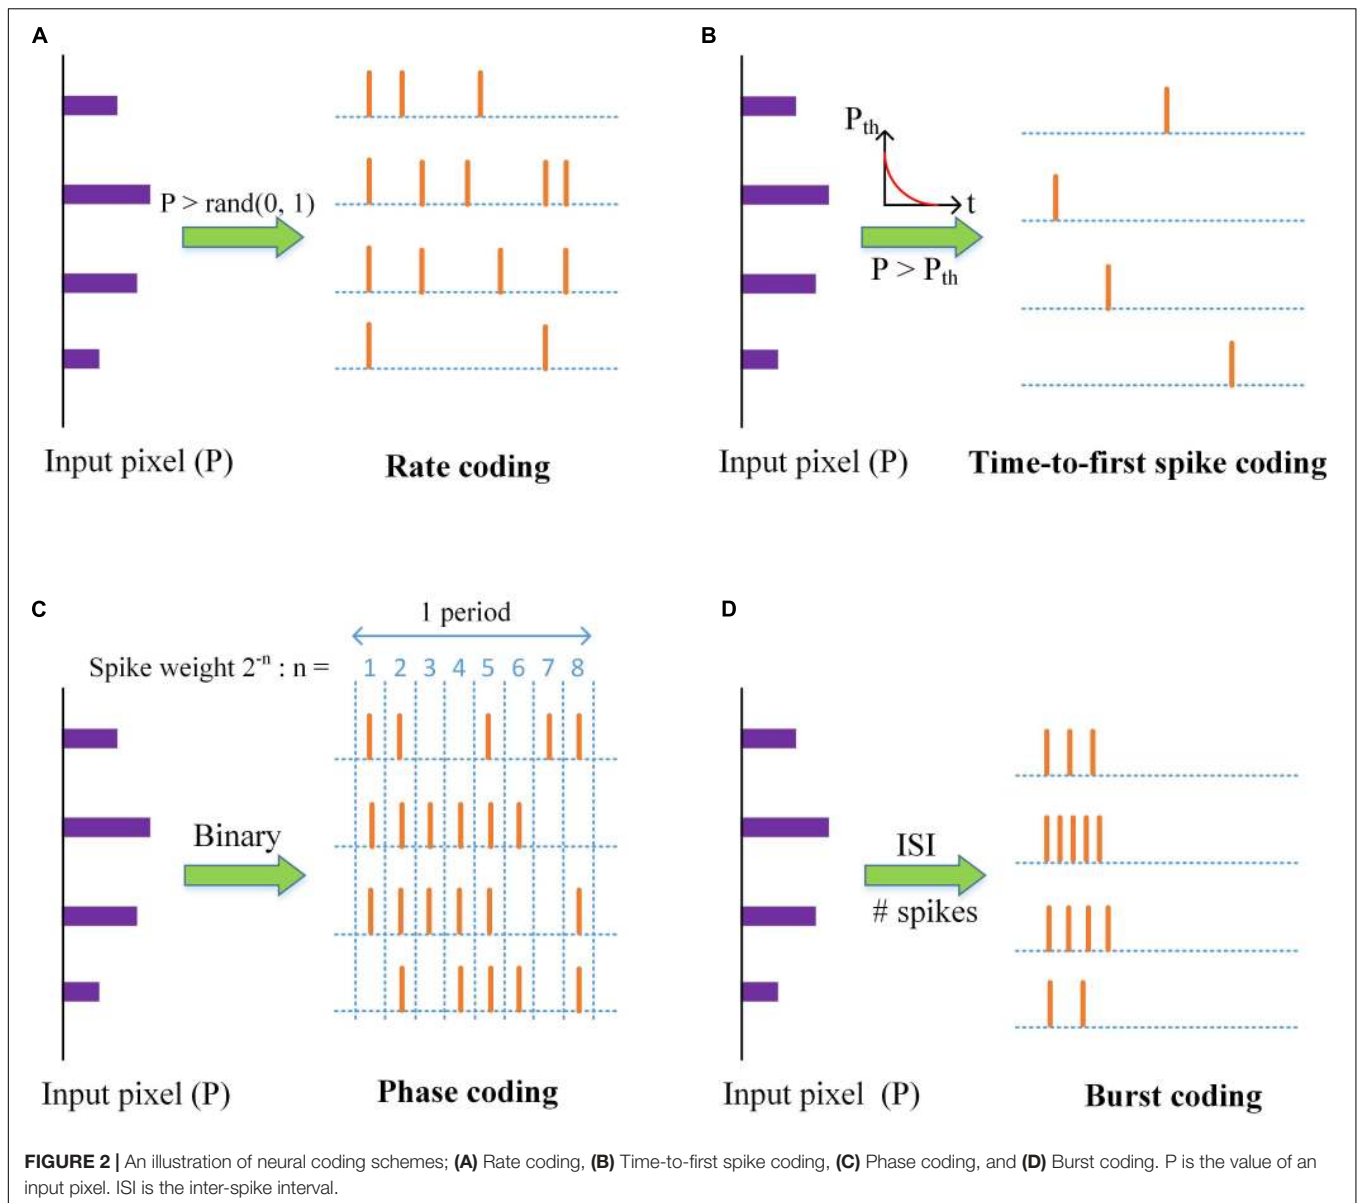 A
P > rand(0, 1)
Input pixel (P)
Rate coding
B
Pth
t
P > Pth
Input pixel (P)
Time-to-first spike coding
C
1 period
Spike weight 2-n : n = 1 2 3 4 5 6 7 8
Binary
Input pixel (P)
Phase coding
D
ISI
# spikes
Input pixel (P)
Burst coding
FIGURE 2 | An illustration of neural coding schemes; (A) Rate coding, (B) Time-to-first spike coding, (C) Phase coding, and (D) Burst coding. P is the value of an
input pixel. ISI is the inter-spike interval.